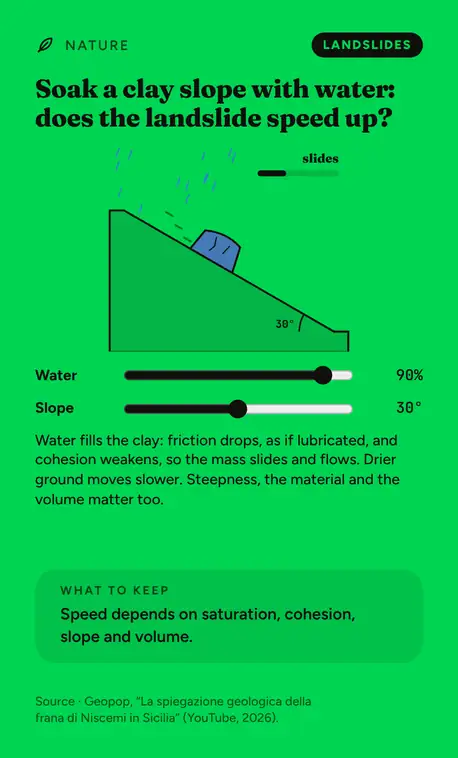 NATURE
LANDSLIDES
Soak a clay slope with water:
does the landslide speed up?
slides
30°
Water
90%
Slope
30°
Water fills the clay: friction drops, as if lubricated, and
cohesion weakens, so the mass slides and flows. Drier
ground moves slower. Steepness, the material and the
volume matter too.
WHAT TO KEEP
Speed depends on saturation, cohesion,
slope and volume.
Source · Geopop, “La spiegazione geologica della
frana di Niscemi in Sicilia” (YouTube, 2026).